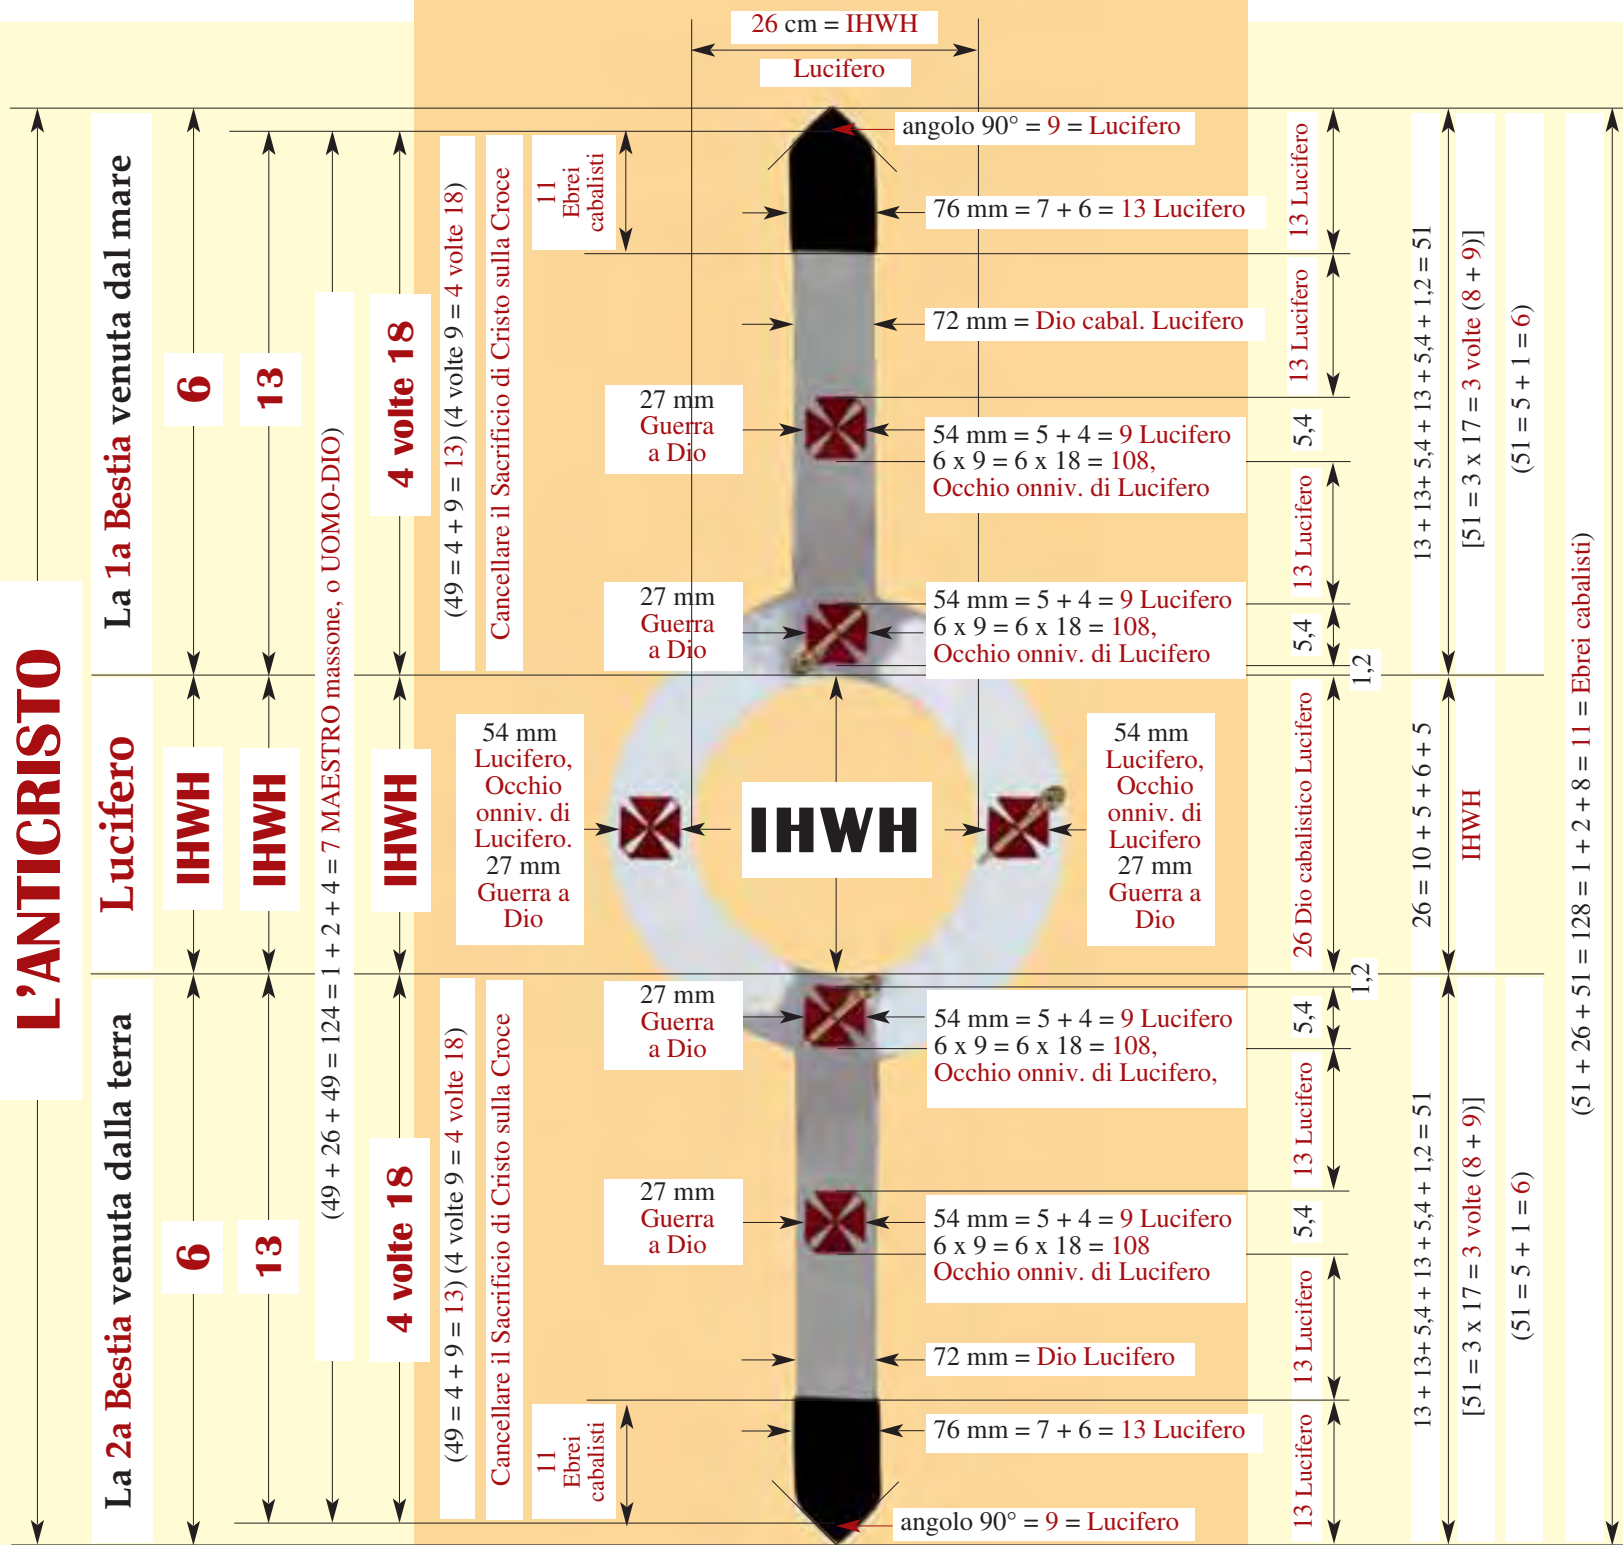 26 cm = IHWH
Lucifero
L'ANTICRISTO
La 1a Bestia venuta dal mare
Lucifero
La 2a Bestia venuta dalla terra
6
IHWH
6
13
IHWH
13
(49 + 26 + 49 = 124 = 1 + 2 + 4 = 7 MAESTRO massone, o UOMO-DIO)
4 volte 18
IHWH
4 volte 18
(49 = 4 + 9 = 13) (4 volte 9 = 4 volte 18)
Cancellare il Sacrificio di Cristo sulla Croce
11
Ebrei
cabalisti
angolo 90° = 9 = Lucifero
76 mm = 7 + 6 = 13 Lucifero
72 mm = Dio cabal. Lucifero
27 mm
Guerra
a Dio
54 mm = 5 + 4 = 9 Lucifero
6 x 9 = 6 x 18 = 108,
Occhio onniv. di Lucifero
27 mm
Guerra
a Dio
54 mm = 5 + 4 = 9 Lucifero
6 x 9 = 6 x 18 = 108,
Occhio onniv. di Lucifero
54 mm
Lucifero,
Occhio
onniv. di
Lucifero.
27 mm
Guerra a
Dio
IHWH
54 mm
Lucifero,
Occhio
onniv. di
Lucifero
27 mm
Guerra a
Dio
27 mm
Guerra
a Dio
54 mm = 5 + 4 = 9 Lucifero
6 x 9 = 6 x 18 = 108,
Occhio onniv. di Lucifero,
27 mm
Guerra
a Dio
54 mm = 5 + 4 = 9 Lucifero
6 x 9 = 6 x 18 = 108
Occhio onniv. di Lucifero
72 mm = Dio Lucifero
76 mm = 7 + 6 = 13 Lucifero
angolo 90° = 9 = Lucifero
(49 = 4 + 9 = 13) (4 volte 9 = 4 volte 18)
Cancellare il Sacrificio di Cristo sulla Croce
11
Ebrei
cabalisti
13 Lucifero
13 Lucifero
5,4
13 Lucifero
5,4
1,2
26 Dio cabalistico Lucifero
1,2
5,4
13 Lucifero
5,4
13 Lucifero
13 Lucifero
13 + 13+ 5,4 + 13 + 5,4 + 1,2 = 51
[51 = 3 x 17 = 3 volte (8 + 9)]
(51 = 5 + 1 = 6)
26 = 10 + 5 + 6 + 5
IHWH
13 + 13+ 5,4 + 13 + 5,4 + 1,2 = 51
[51 = 3 x 17 = 3 volte (8 + 9)]
(51 = 5 + 1 = 6)
(51 + 26 + 51 = 128 = 1 + 2 + 8 = 11 = Ebrei cabalisti)